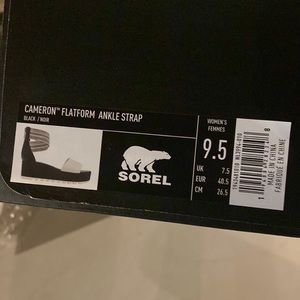 CAMERON™ FLATFORM ANKLE STRAP
BLACK / NOIR
SOREL
WOMEN'S
FEMMES
9.5
UK 7.5
EUR 40.5
CM 26.5
MADE IN CHINA
FABRIQUÉ EN CHINE